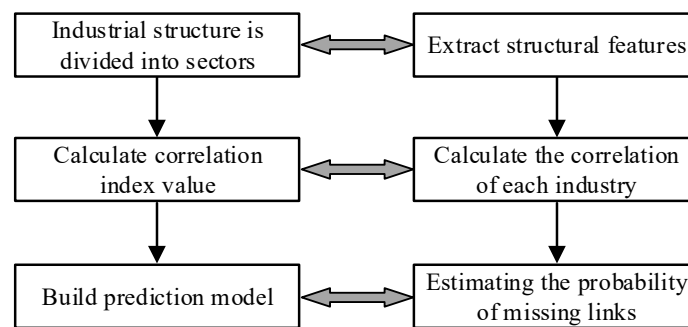 Industrial structure is
divided into sectors
Extract structural features
Calculate correlation
index value
Calculate the correlation
of each industry
Build prediction model
Estimating the probability
of missing links